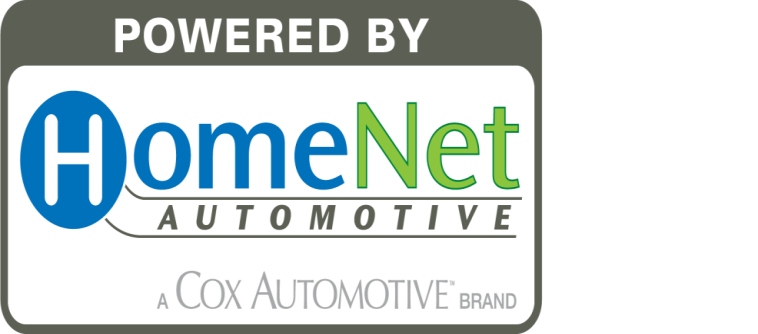 POWERED BY
HomeNet
AUTOMOTIVE
A COX AUTOMOTIVE™ BRAND